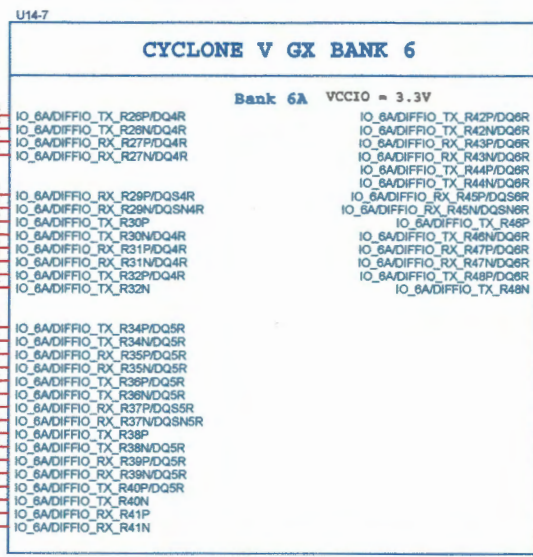 U14-7
CYCLONE V GX BANK 6
Bank 6A VCCIO = 3.3V
IO_6A/DIFFIO_TX_R26P/DQ4R
IO_6A/DIFFIO_TX_R26N/DQ4R
IO_6A/DIFFIO_RX_R27P/DQ4R
IO_6A/DIFFIO_RX_R27N/DQ4R
IO_6A/DIFFIO_RX_R29P/DQS4R
IO_6A/DIFFIO_RX_R29N/DQSN4R
IO_6A/DIFFIO_TX_R30P
IO_6A/DIFFIO_TX_R30N/DQ4R
IO_6A/DIFFIO_RX_R31P/DQ4R
IO_6A/DIFFIO_RX_R31N/DQ4R
IO_6A/DIFFIO_TX_R32P/DQ4R
IO_6A/DIFFIO_TX_R32N
IO_6A/DIFFIO_TX_R34P/DQ5R
IO_6A/DIFFIO_TX_R34N/DQ5R
IO_6A/DIFFIO_RX_R35P/DQ5R
IO_6A/DIFFIO_RX_R35N/DQ5R
IO_6A/DIFFIO_TX_R36P/DQ5R
IO_6A/DIFFIO_TX_R36N/DQ5R
IO_6A/DIFFIO_RX_R37P/DQS5R
IO_6A/DIFFIO_RX_R37N/DQSN5R
IO_6A/DIFFIO_TX_R38P
IO_6A/DIFFIO_TX_R38N/DQ5R
IO_6A/DIFFIO_RX_R39P/DQ5R
IO_6A/DIFFIO_RX_R39N/DQ5R
IO_6A/DIFFIO_TX_R40P/DQ5R
IO_6A/DIFFIO_TX_R40N
IO_6A/DIFFIO_RX_R41P
IO_6A/DIFFIO_RX_R41N
IO_6A/DIFFIO_TX_R42P/DQ6R
IO_6A/DIFFIO_TX_R42N/DQ6R
IO_6A/DIFFIO_RX_R43P/DQ6R
IO_6A/DIFFIO_RX_R43N/DQ6R
IO_6A/DIFFIO_TX_R44P/DQ6R
IO_6A/DIFFIO_TX_R44N/DQ6R
IO_6A/DIFFIO_RX_R45P/DQS6R
IO_6A/DIFFIO_RX_R45N/DQSN6R
IO_6A/DIFFIO_TX_R46P
IO_6A/DIFFIO_TX_R46N/DQ6R
IO_6A/DIFFIO_RX_R47P/DQ6R
IO_6A/DIFFIO_RX_R47N/DQ6R
IO_6A/DIFFIO_TX_R48P/DQ6R
IO_6A/DIFFIO_TX_R48N